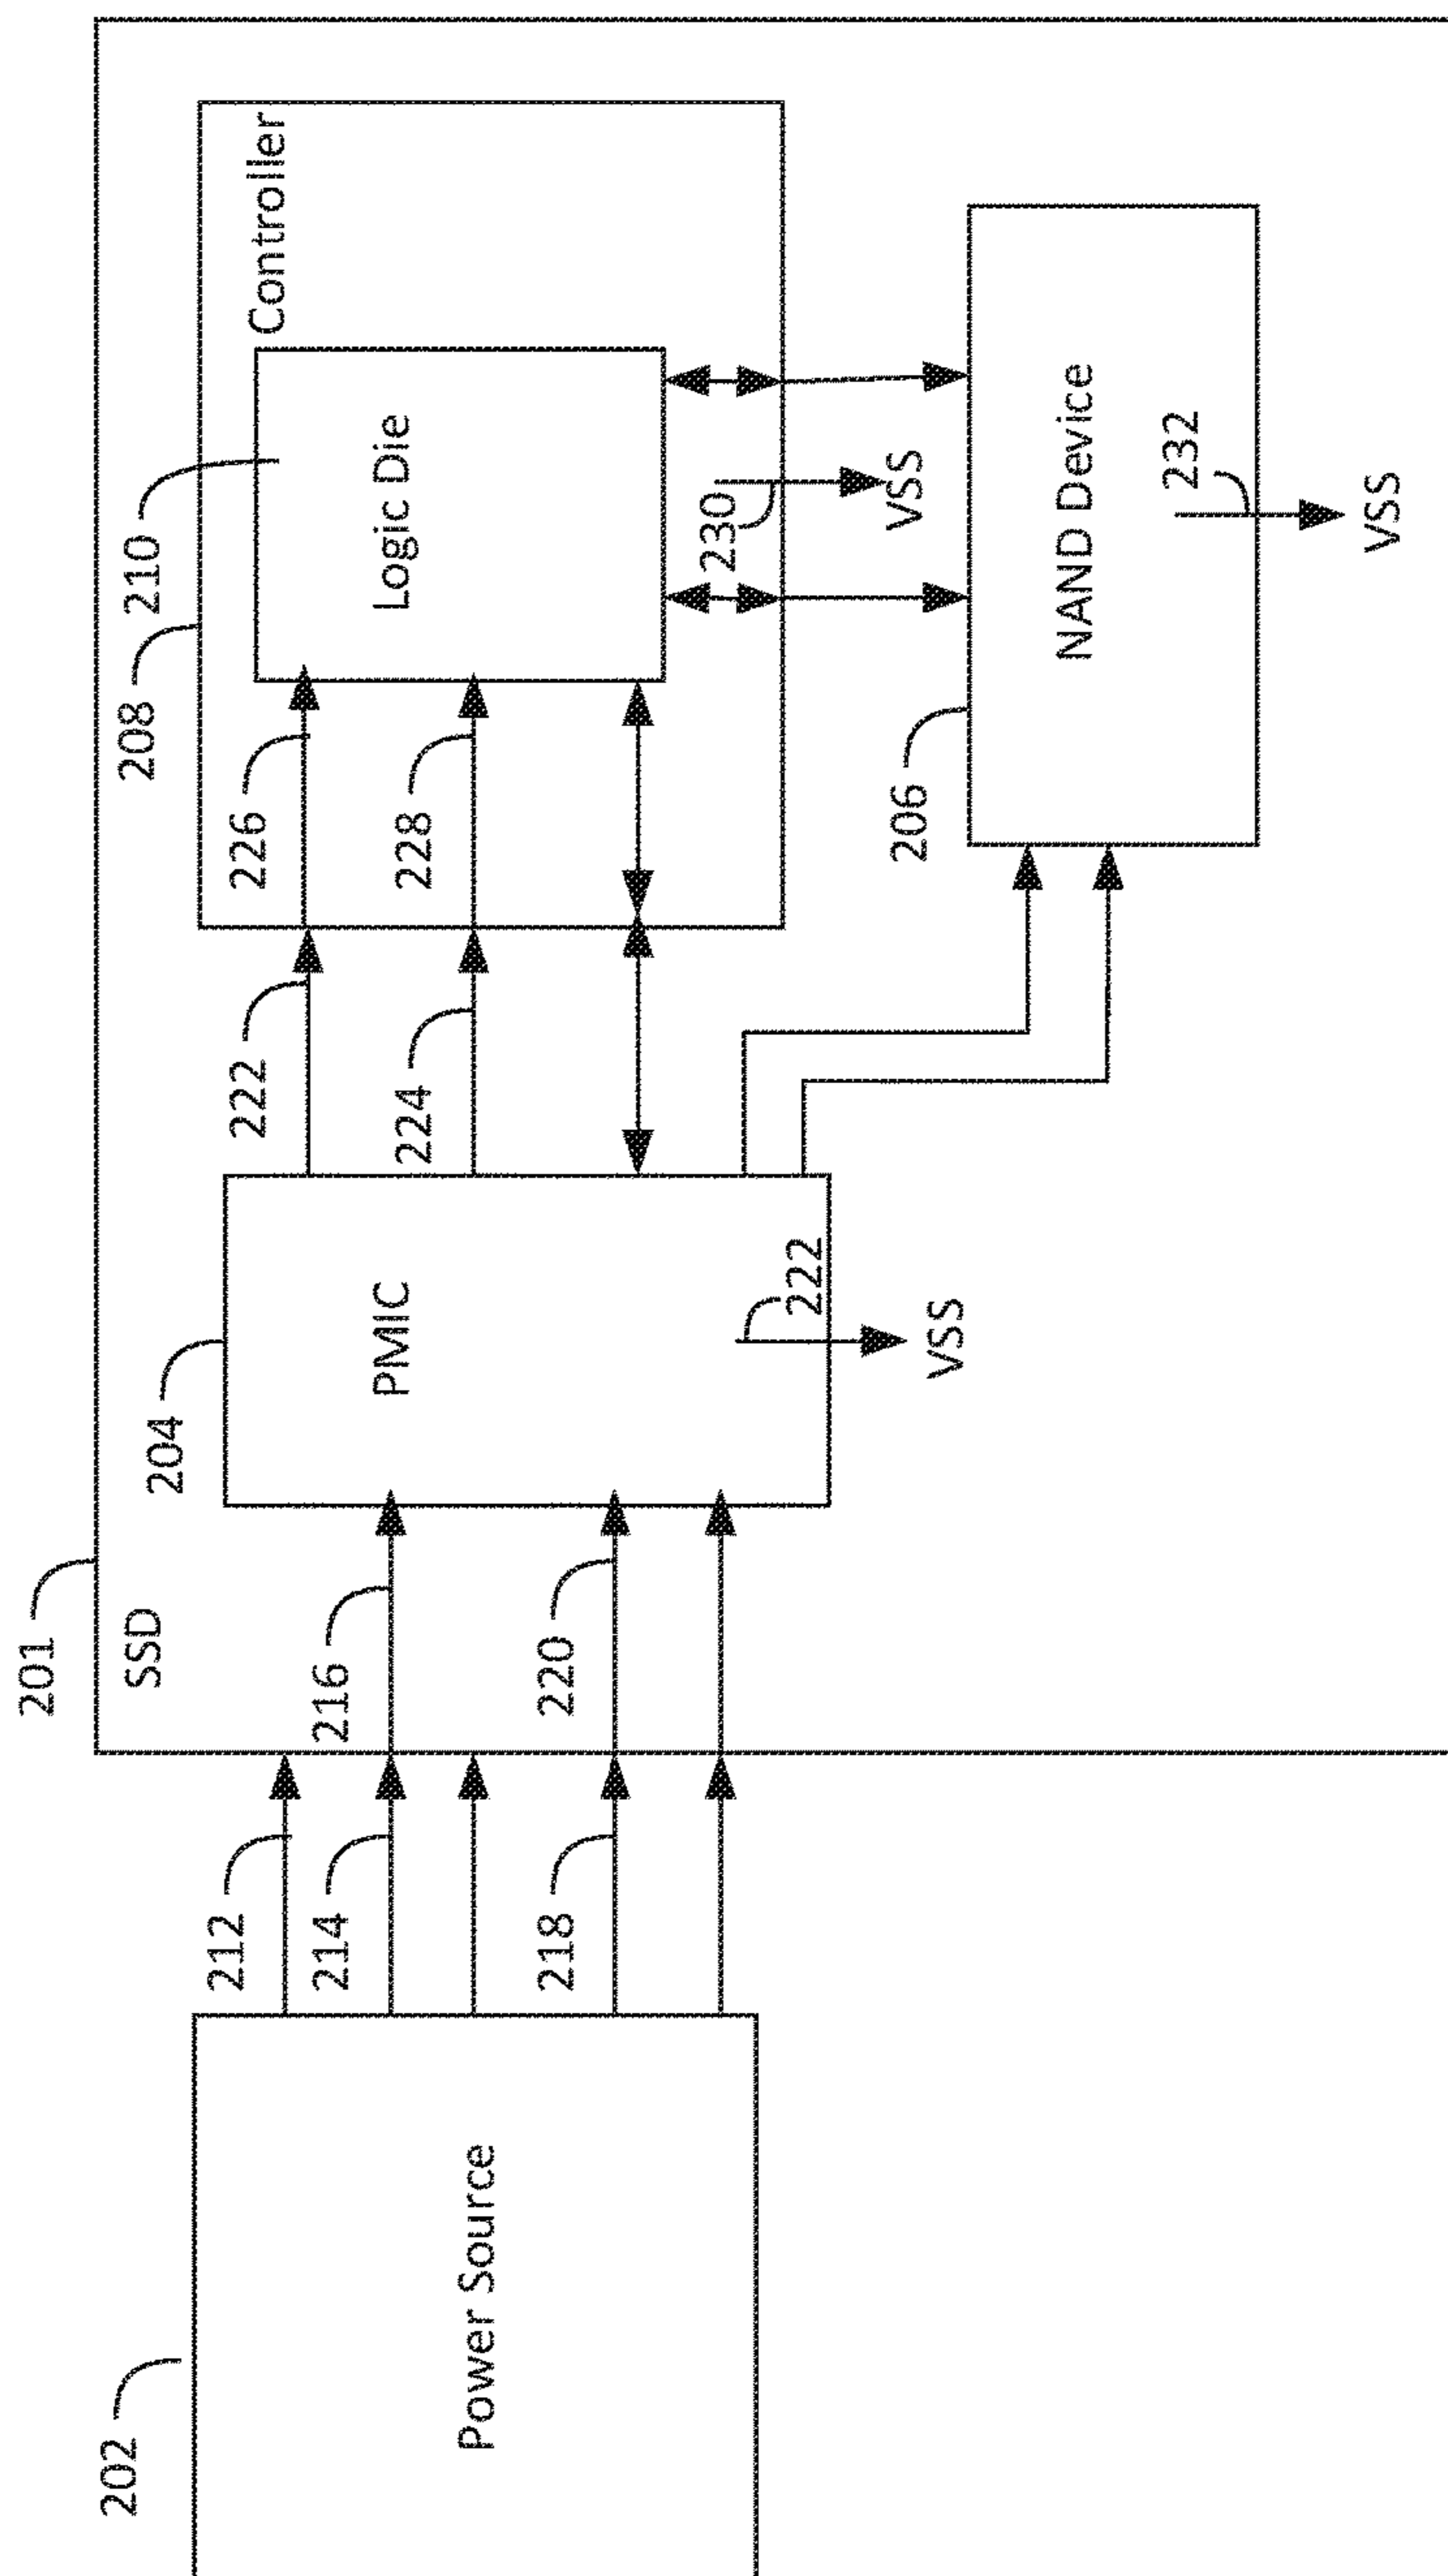 201
SSD
202
Power Source
212
214
218
216
220
204
PMIC
222
VSS
222
224
208
210
Controller
226
228
Logic Die
230
VSS
206
NAND Device
232
VSS